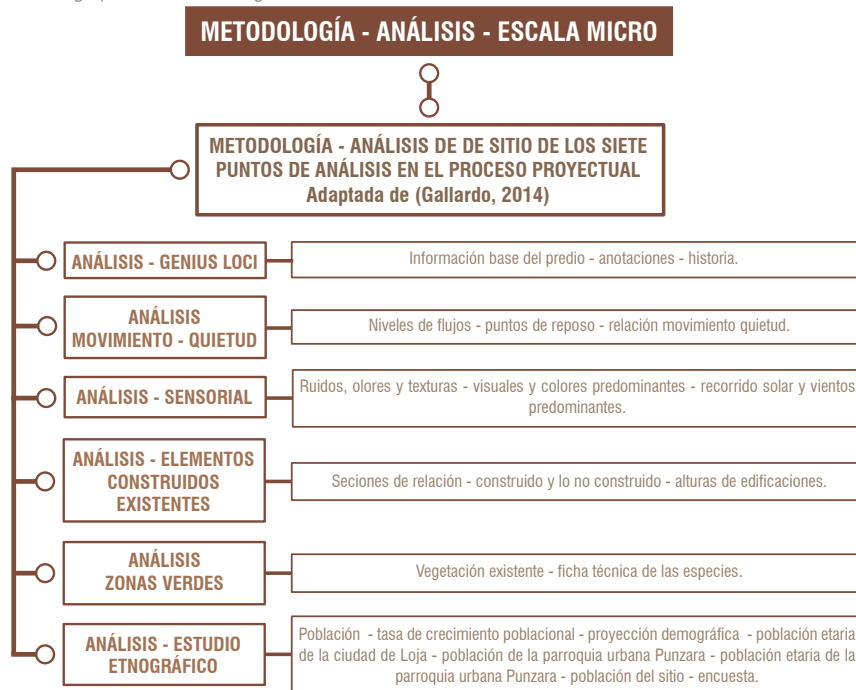 METODOLOGÍA - ANÁLISIS - ESCALA MICRO
METODOLOGÍA - ANÁLISIS DE DE SITIO DE LOS SIETE
PUNTOS DE ANÁLISIS EN EL PROCESO PROYECTUAL
Adaptada de (Gallardo, 2014)
ANÁLISIS - GENIUS LOCI
Información base del predio - anotaciones - historia.
ANÁLISIS
MOVIMIENTO - QUIETUD
Niveles de flujos - puntos de reposo - relación movimiento quietud.
ANÁLISIS - SENSORIAL
Ruidos, olores y texturas - visuales y colores predominantes - recorrido solar y vientos
predominantes.
ANÁLISIS - ELEMENTOS
CONSTRUIDOS
EXISTENTES
Seciones de relación - construido y lo no construido - alturas de edificaciones.
ANÁLISIS
ZONAS VERDES
Vegetación existente - ficha técnica de las especies.
ANÁLISIS - ESTUDIO
ETNOGRÁFICO
Población - tasa de crecimiento poblacional - proyección demográfica - población etaria
de la ciudad de Loja - población de la parroquia urbana Punzara - población etaria de la
parroquia urbana Punzara - población del sitio - encuesta.